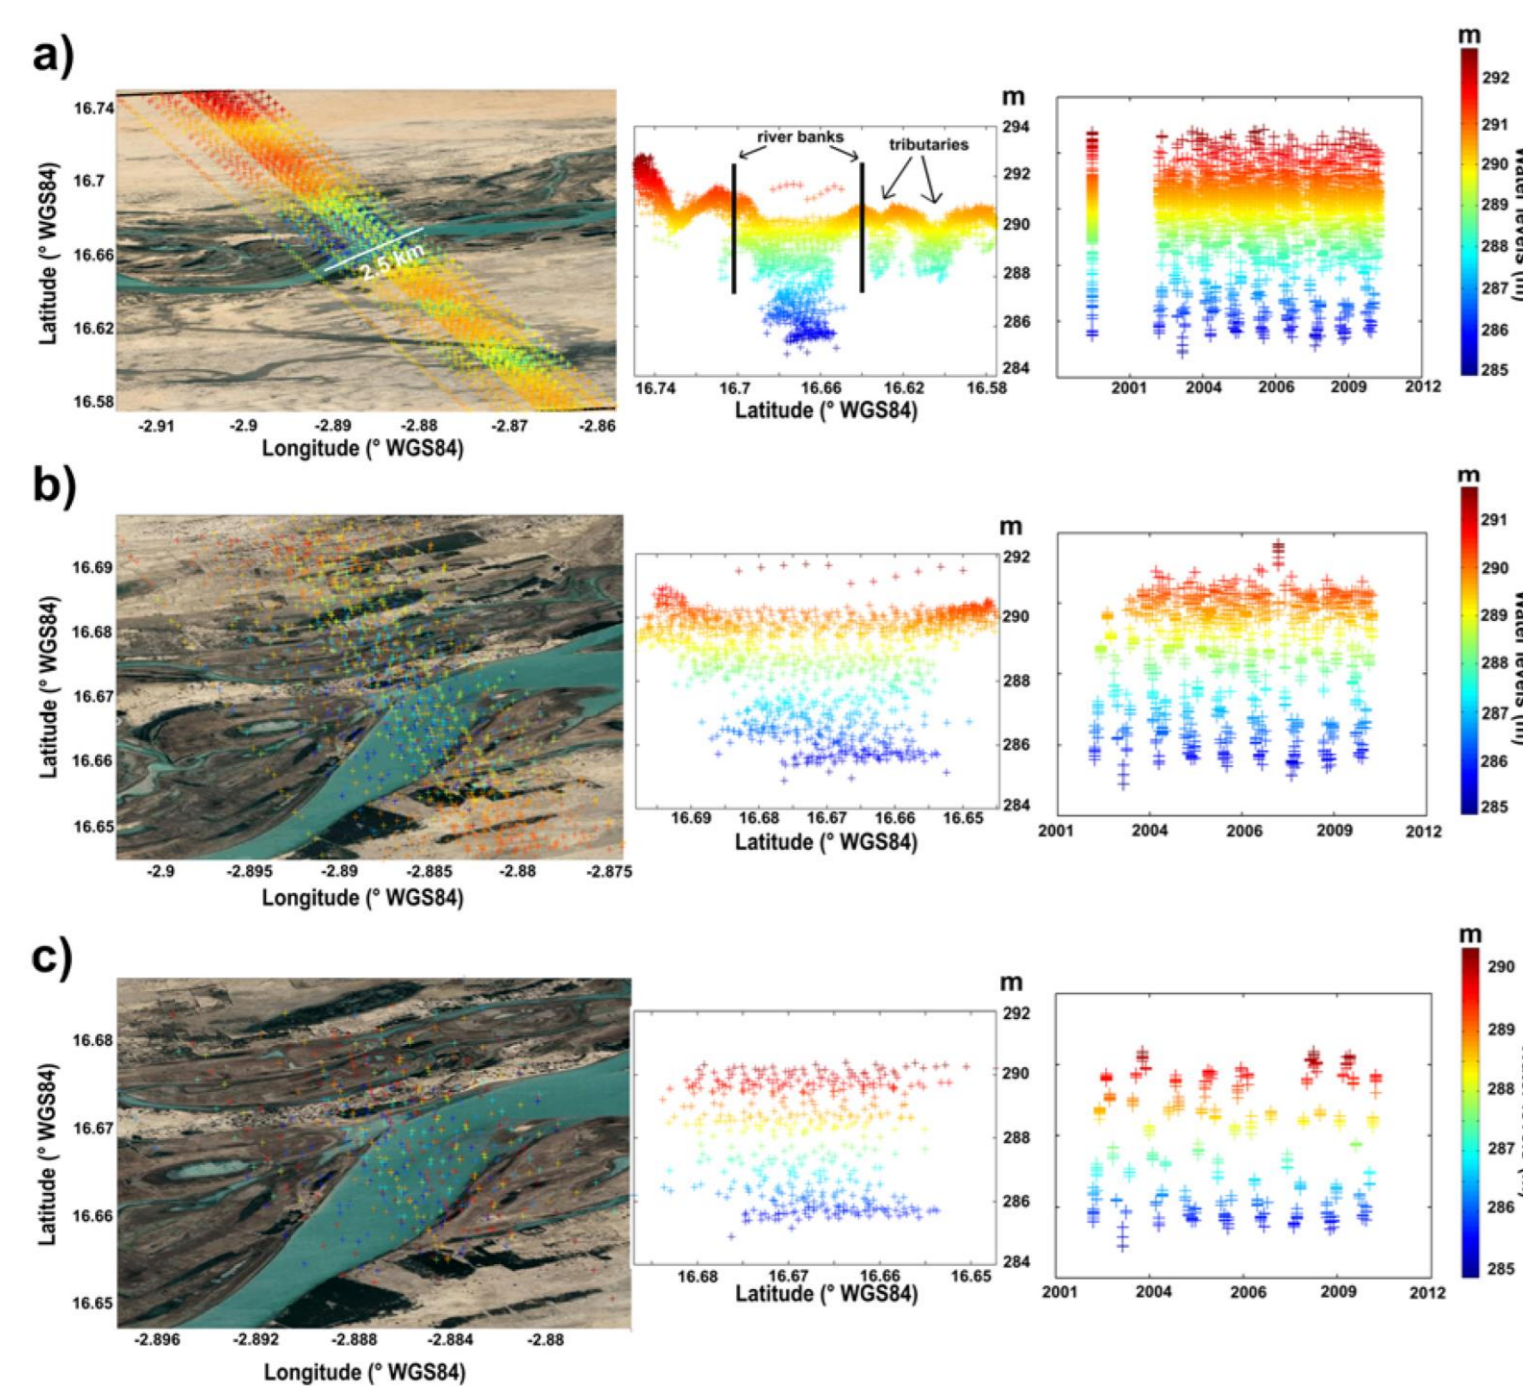 a)
16.74
16.7
16.66
16.62
16.58
Latitude (° WGS84)
-2.91 -2.9 -2.89 -2.88 -2.87 -2.86
Longitude (° WGS84)
2.5 km
m
river banks
tributaries
294
292
290
288
286
284
16.74 16.7 16.66 16.62 16.58
Latitude (° WGS84)
2001 2004 2006 2009 2012
m
292
291
290
289
288
287
286
285
Water levels (m)
b)
16.69
16.68
16.67
16.66
16.65
Latitude (° WGS84)
-2.9 -2.895 -2.89 -2.885 -2.88 -2.875
Longitude (° WGS84)
m
292
290
288
286
284
16.69 16.68 16.67 16.66 16.65
Latitude (° WGS84)
2001 2004 2006 2009 2012
m
291
290
289
288
287
286
285
Water levels (m)
c)
16.68
16.67
16.66
16.65
Latitude (° WGS84)
-2.896 -2.892 -2.888 -2.884 -2.88
Longitude (° WGS84)
m
292
290
288
286
284
16.68 16.67 16.66 16.65
Latitude (° WGS84)
2001 2004 2006 2009 2012
m
290
289
288
287
286
285